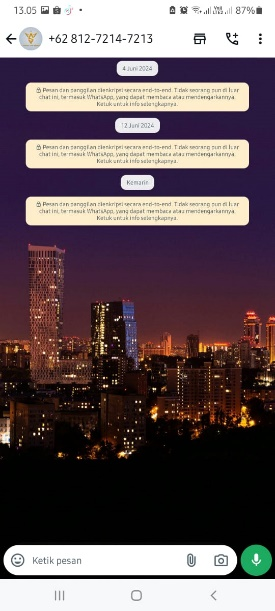 13.05
87%
+62 812-7214-7213
4 Juni 2024
Pesan dan panggilan dienkripsi secara end-to-end. Tidak seorang pun di luar
chat ini, termasuk WhatsApp, yang dapat membaca atau mendengarkannya.
Ketuk untuk info selengkapnya.
12 Juni 2024
Pesan dan panggilan dienkripsi secara end-to-end. Tidak seorang pun di luar
chat ini, termasuk WhatsApp, yang dapat membaca atau mendengarkannya.
Ketuk untuk info selengkapnya.
Kemarin
Pesan dan panggilan dienkripsi secara end-to-end. Tidak seorang pun di luar
chat ini, termasuk WhatsApp, yang dapat membaca atau mendengarkannya.
Ketuk untuk info selengkapnya.
Ketik pesan